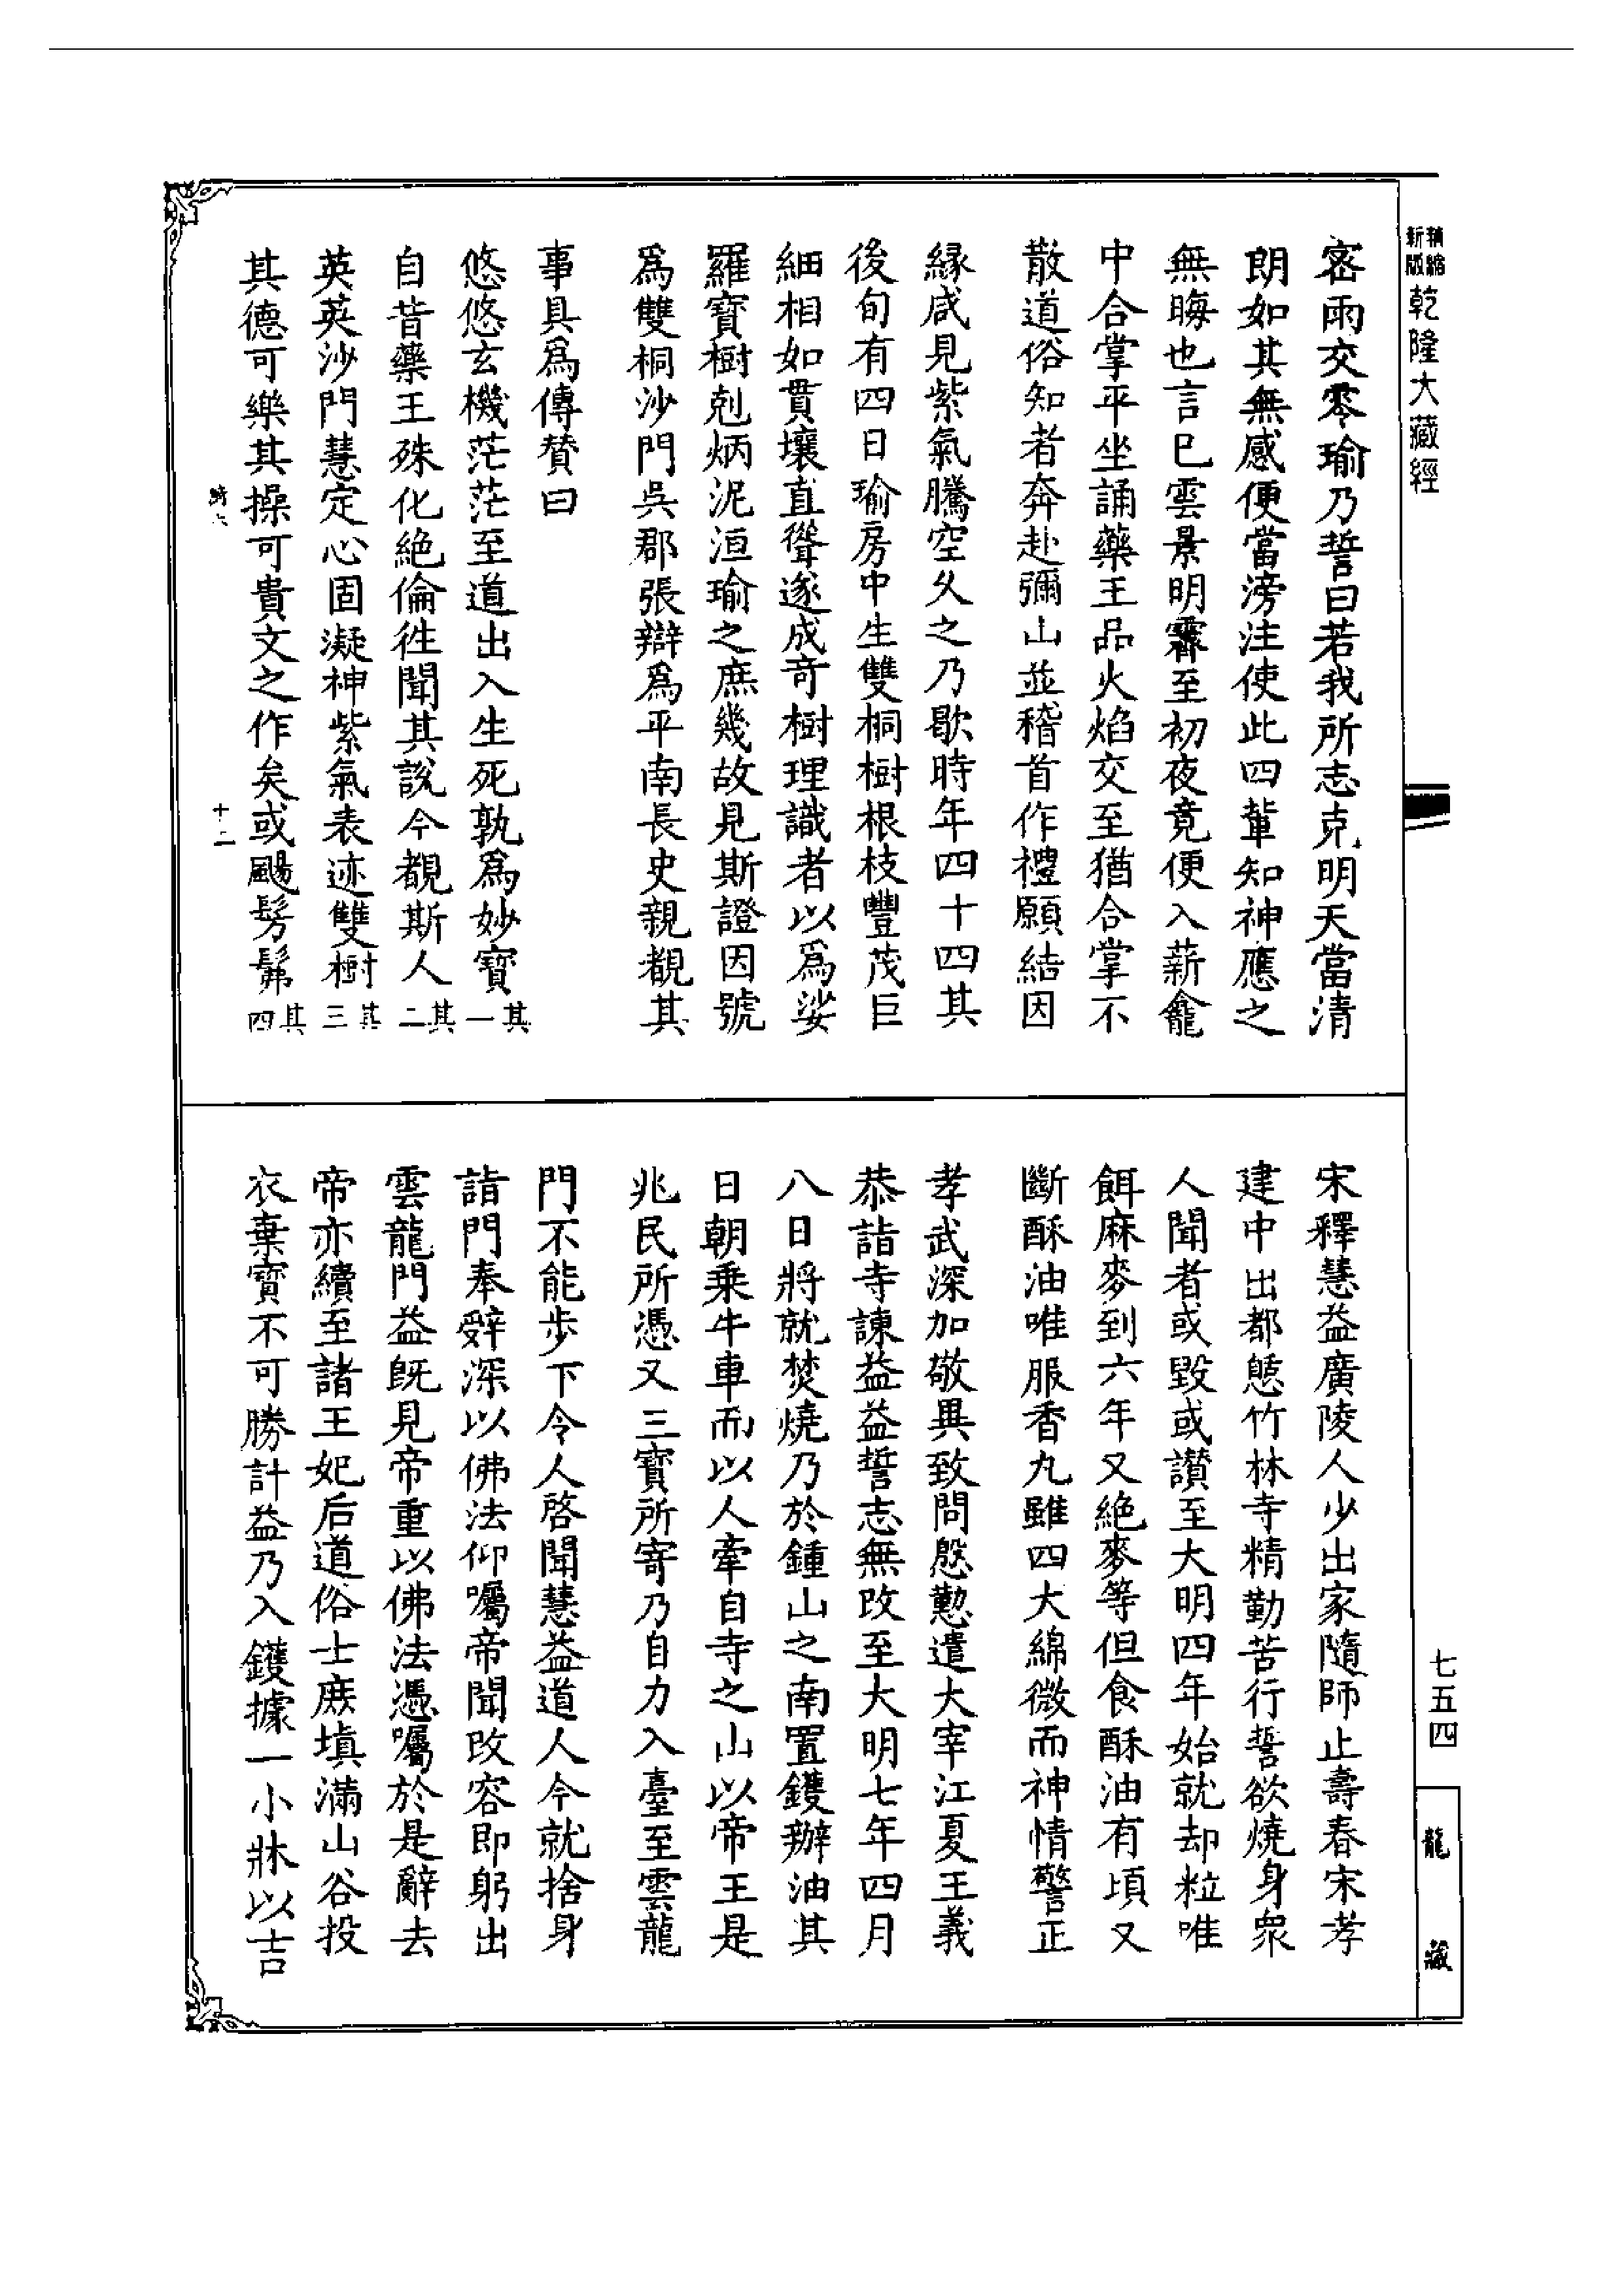 精縮
新版
乾隆大藏經
密雨交零瑜乃誓曰若我所志克明天當清
朗如其無感便當滂注使此四輩知神應之
無晦也言已雲景明霽至初夜竟便入薪龕
中合掌平坐誦藥王品火焰交至猶合掌不
散道俗知者奔赴彌山並稽首作禮願結因
緣咸見紫氣騰空久之乃歇時年四十四其
後旬有四日瑜房中生雙桐樹根枝豐茂巨
細相如貫壤直聳遂成奇樹理識者以爲娑
羅寶樹剋炳泥洹瑜之庶幾故見斯證因號
爲雙桐沙門吳郡張辯爲平南長史親覩其
事具爲傳贊曰
悠悠玄機茫茫至道出入生死孰爲妙寶其一
自昔藥王殊化絕倫徃聞其說今覩斯人其二
英英沙門慧定心固凝神紫氣表迹雙樹其三
其德可樂其操可貴文之作矣或颺髣髴其四
十二
宋釋慧益廣陵人少出家隨師止壽春宋孝
建中出都憩竹林寺精勤苦行誓欲燒身衆
人聞者或毀或讃至大明四年始就却粒唯
餌麻麥到六年又絕麥等但食酥油有頃又
斷酥油唯服香丸雖四大綿微而神情警正
孝武深加敬異致問慇懃遣大宰江夏王義
恭詣寺諫益益誓志無改至大明七年四月
八日將就焚燒乃於鍾山之南置鑊辦油其
日朝乗牛車而以人牽自寺之山以帝王是
兆民所憑又三寶所寄乃自力入臺至雲龍
門不能步下令人啓聞慧益道人今就捨身
詣門奉辤深以佛法仰囑帝聞改容即躬出
雲龍門益旣見帝重以佛法憑囑於是辭去
帝亦續至諸王妃后道俗士庶塡滿山谷投
衣棄寶不可勝計益乃入鑊據一小牀以吉
七五四
龍藏